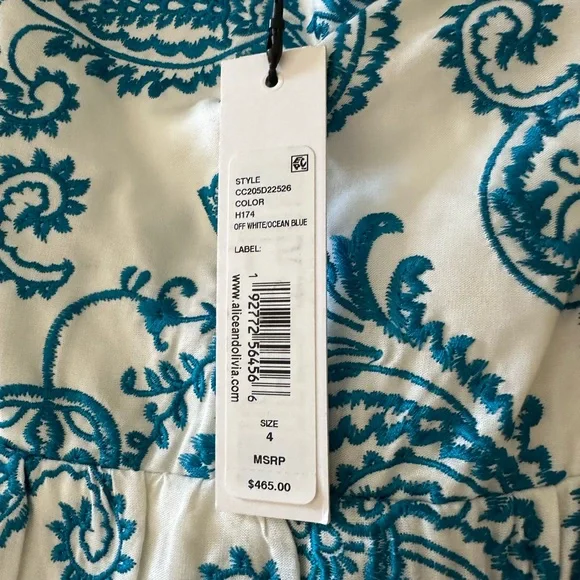 STYLE
CC205D22526
COLOR
H174
OFF WHITE/OCEAN BLUE
LABEL:
1 92772 56456 6
www.aliceandolivia.com
SIZE
4
MSRP
$465.00